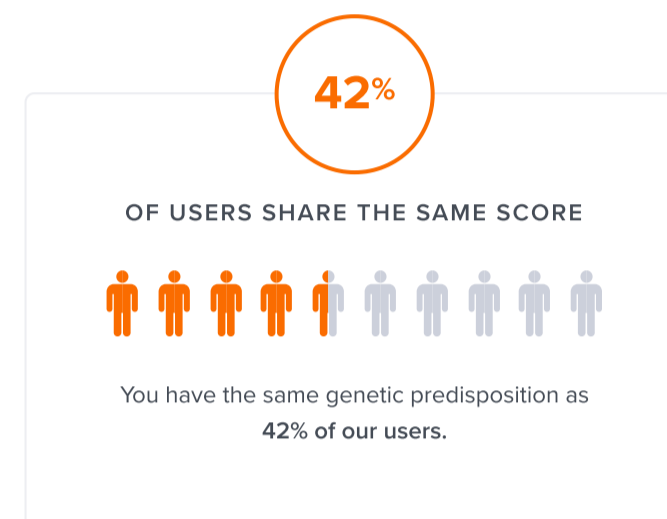 42%
OF USERS SHARE THE SAME SCORE
You have the same genetic predisposition as
42% of our users.